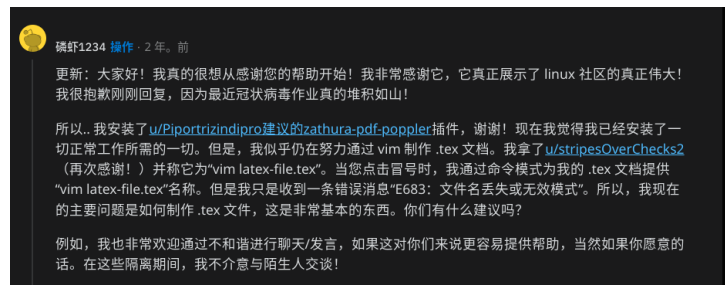 磷虾1234 操作 · 2 年。前
更新：大家好！我真的很想从感谢您的帮助开始！我非常感谢它，它真正展示了 linux 社区的真正伟大！
我很抱歉刚刚回复，因为最近冠状病毒作业真的堆积如山！
所以.. 我安装了u/Piportrizindipro建议的zathura-pdf-poppler插件，谢谢！现在我觉得我已经安装了一
切正常工作所需的一切。但是，我似乎仍在努力通过 vim 制作 .tex 文档。我拿了u/stripesOverChecks2
（再次感谢！）并称它为“vim latex-file.tex”。当您点击冒号时，我通过命令模式为我的 .tex 文档提供
“vim latex-file.tex”名称。但是我只是收到一条错误消息“E683：文件名丢失或无效模式”。所以，我现在
的主要问题是如何制作 .tex 文件，这是非常基本的东西。你们有什么建议吗？
例如，我也非常欢迎通过不和谐进行聊天/发言，如果这对你们来说更容易提供帮助，当然如果你愿意的
话。在这些隔离期间，我不介意与陌生人交谈！